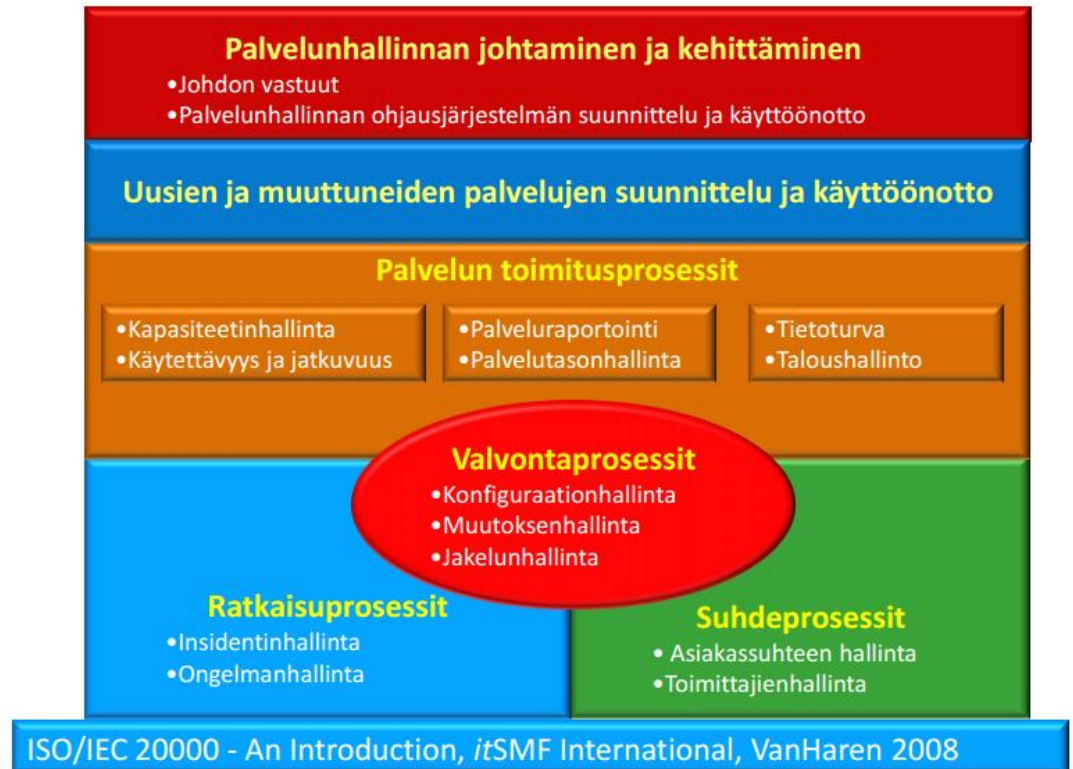 Palvelunhallinnan johtaminen ja kehittäminen
•Johdon vastuut
•Palvelunhallinnan ohjausjärjestelmän suunnittelu ja käyttöönotto
Uusien ja muuttuneiden palvelujen suunnittelu ja käyttöönotto
Palvelun toimitusprosessit
•Kapasiteetinhallinta
•Käytettävyys ja jatkuvuus
•Palveluraportointi
•Palvelutasonhallinta
•Tietoturva
•Taloushallinto
Valvontaprosessit
•Konfiguraationhallinta
•Muutoksenhallinta
•Jakelunhallinta
Ratkaisuprosessit
•Insidentinhallinta
•Ongelmanhallinta
Suhdeprosessit
• Asiakassuhteen hallinta
•Toimittajienhallinta
ISO/IEC 20000 - An Introduction, itSMF International, VanHaren 2008